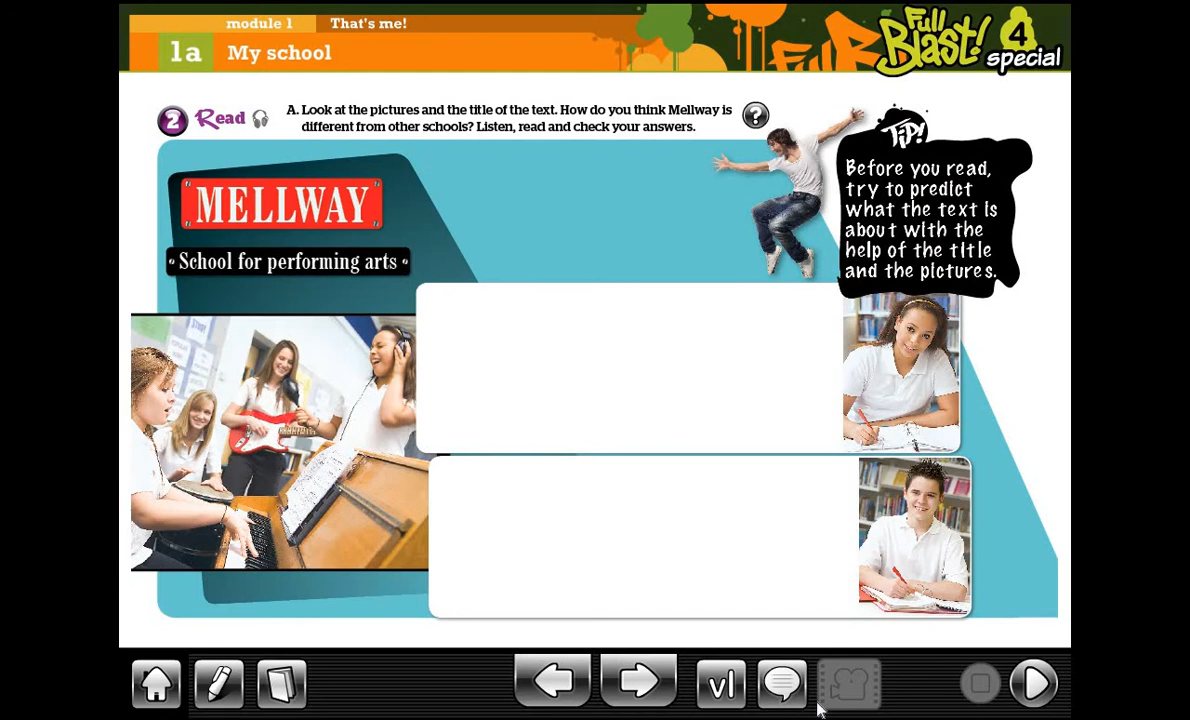 module 1 That's me!
1a My school
Full
Blast! 4
special
2 Read A. Look at the pictures and the title of the text. How do you think Mellway is
different from other schools? Listen, read and check your answers.
?
TiP!
Before you read,
try to predict
what the text is
about with the
help of the title
and the pictures.
MELLWAY
School for performing arts
vl